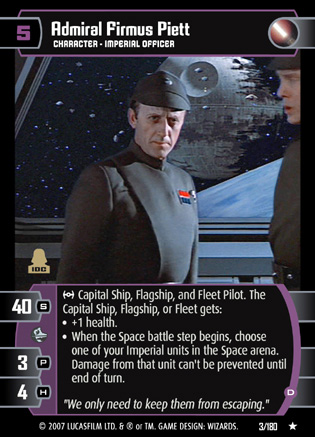 5
Admiral Firmus Piett
CHARACTER - IMPERIAL OFFICER
IDC
40 S
3 P
4 H
Capital Ship, Flagship, and Fleet Pilot. The
Capital Ship, Flagship, or Fleet gets:
• +1 health.
• When the Space battle step begins, choose
one of your Imperial units in the Space arena.
Damage from that unit can't be prevented until
end of turn.
D
"We only need to keep them from escaping."
© 2007 LUCASFILM LTD. & ® OR TM. GAME DESIGN: WIZARDS. 3/180 ★